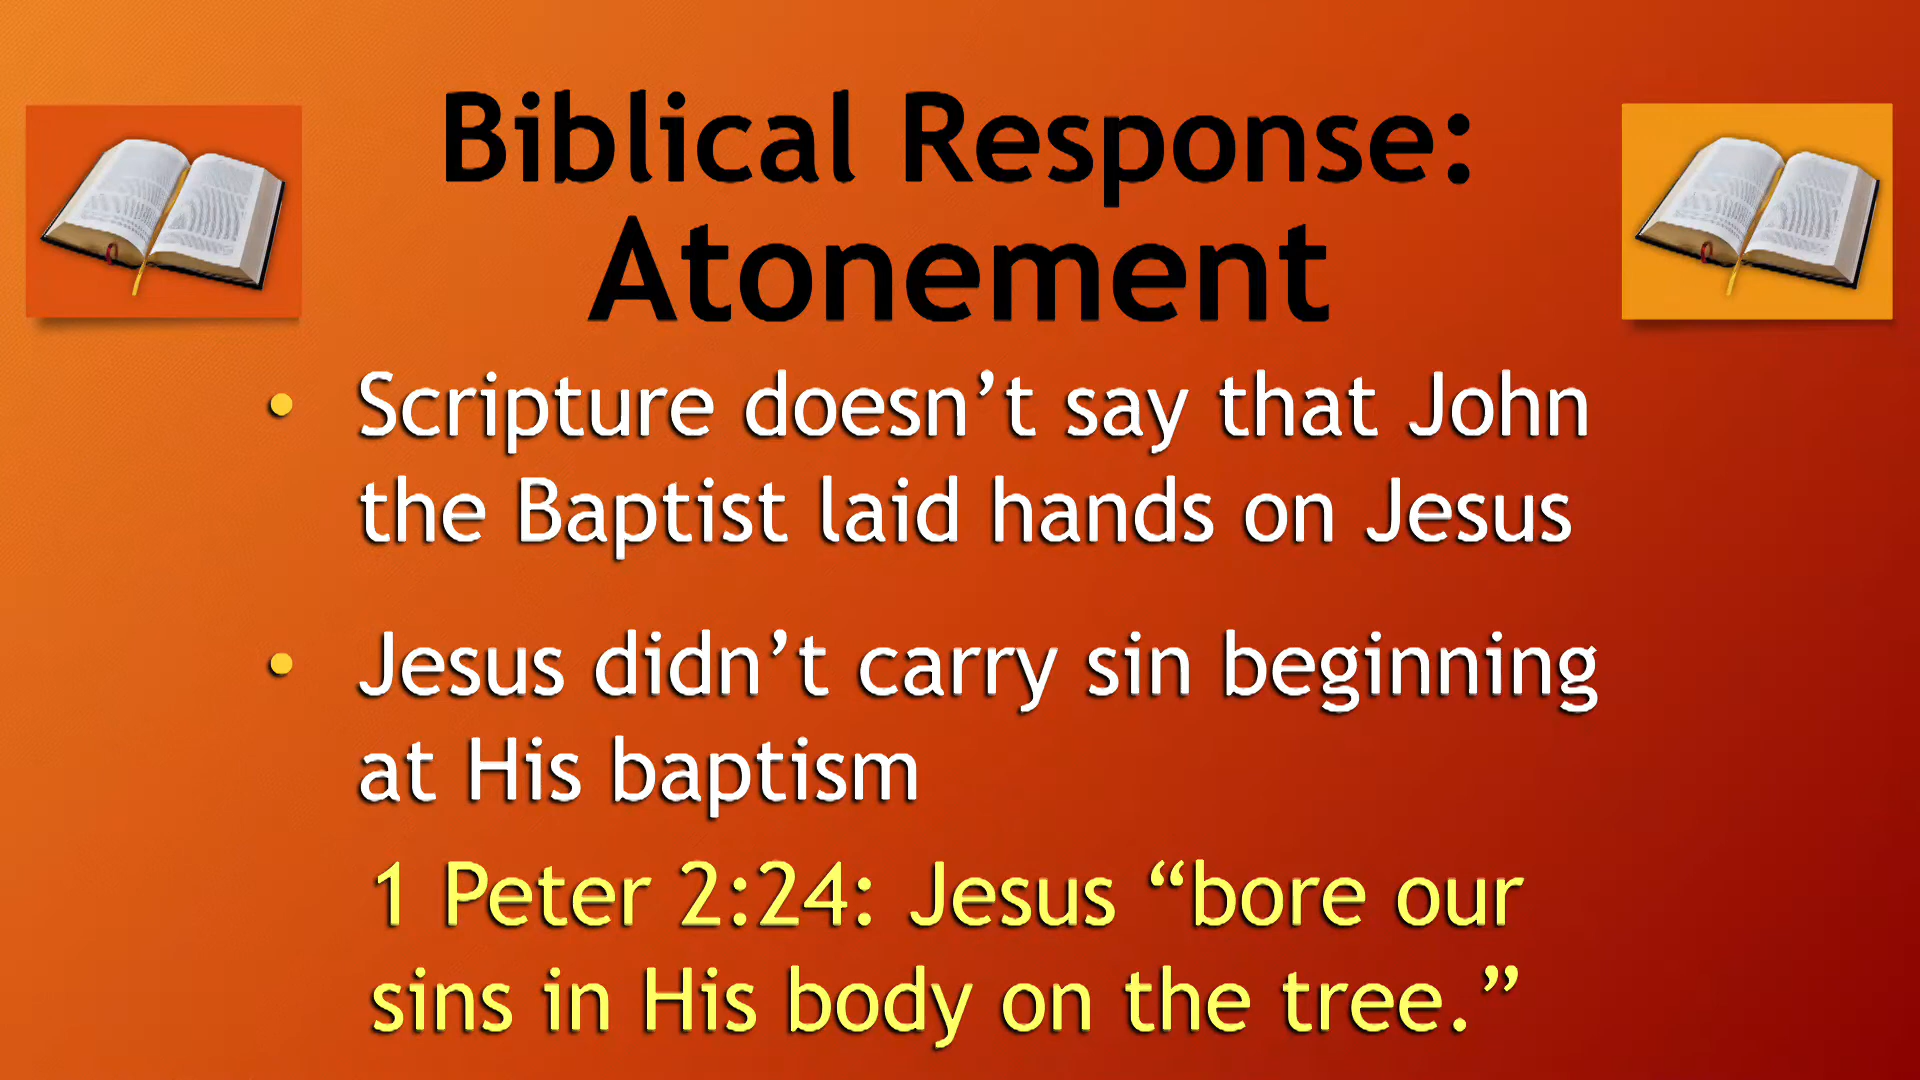 Biblical Response:
Atonement
• Scripture doesn’t say that John
the Baptist laid hands on Jesus
• Jesus didn’t carry sin beginning
at His baptism
1 Peter 2:24: Jesus “bore our
sins in His body on the tree.”